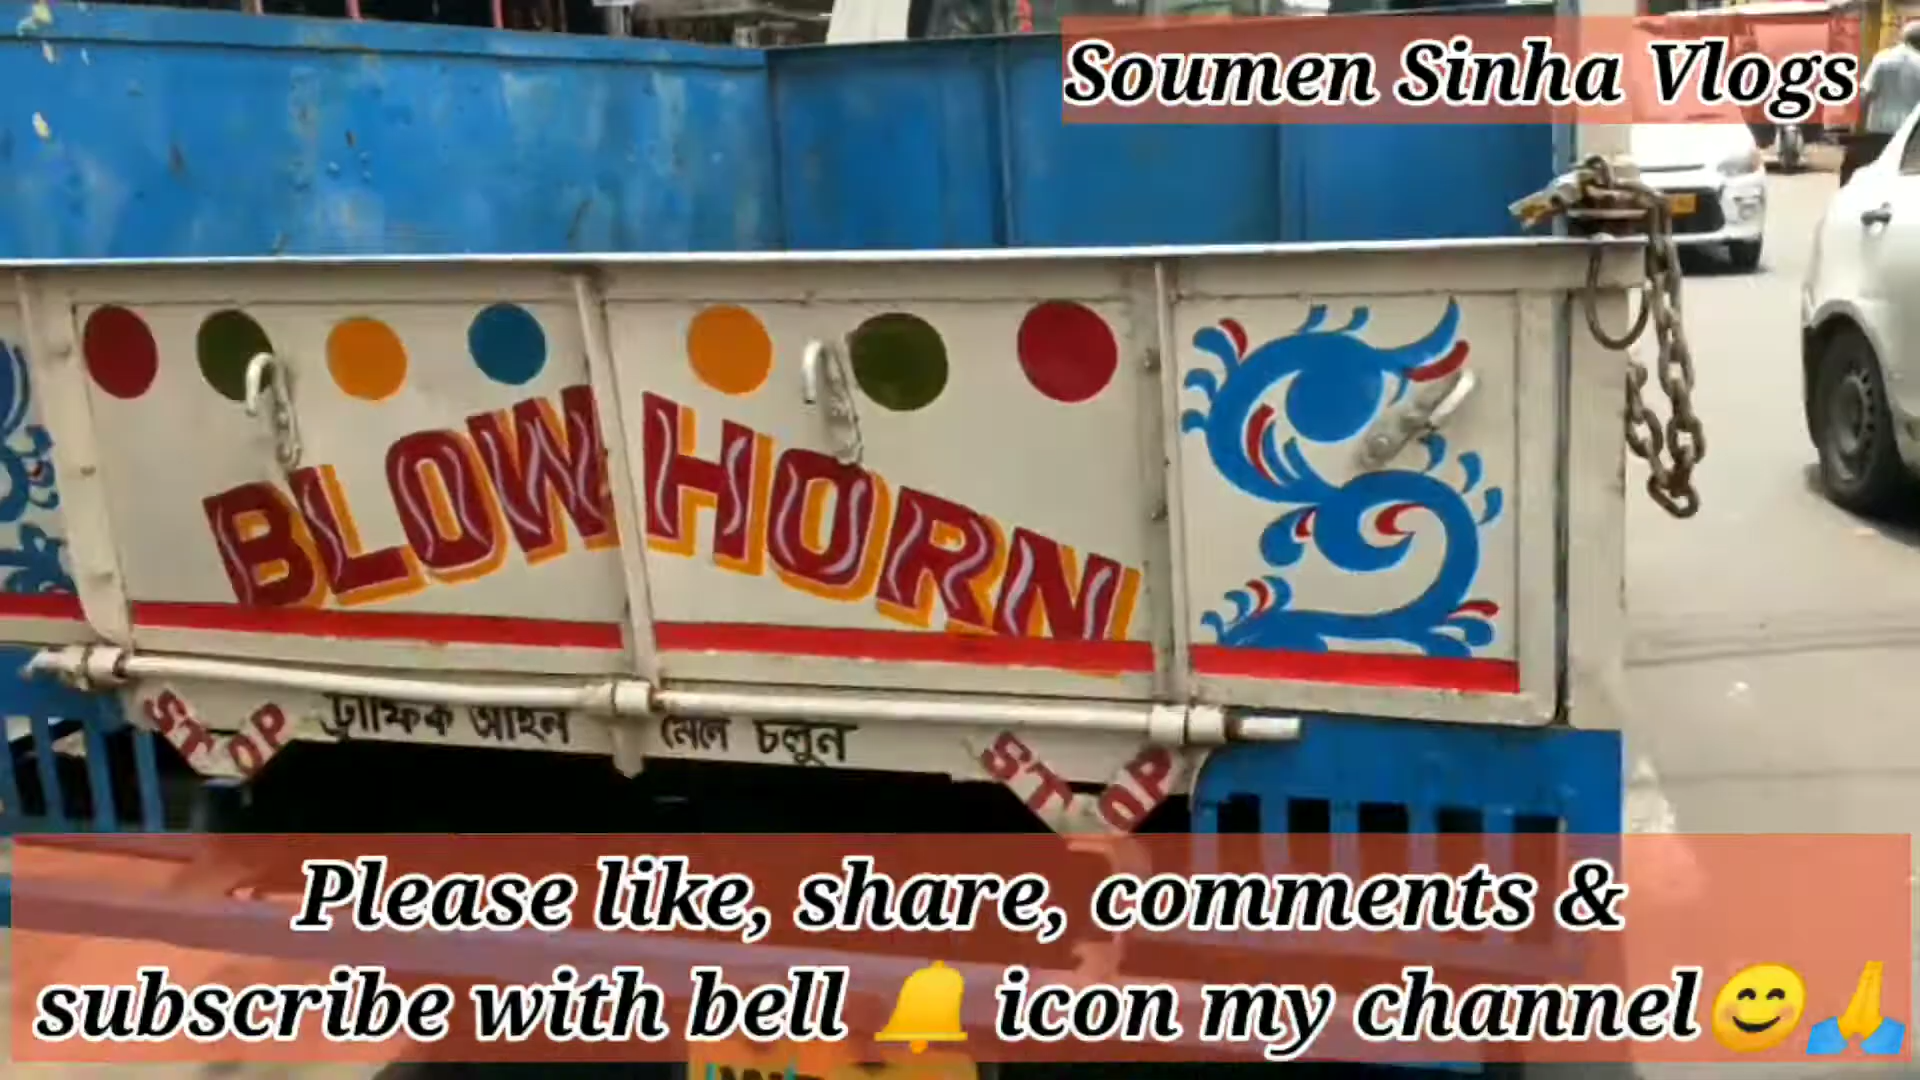 Soumen Sinha Vlogs
BLOW HORN
ট্রাফিক আইন মেনে চলুন
STOP STOP
Please like, share, comments &
subscribe with bell 🔔 icon my channel😊🙏